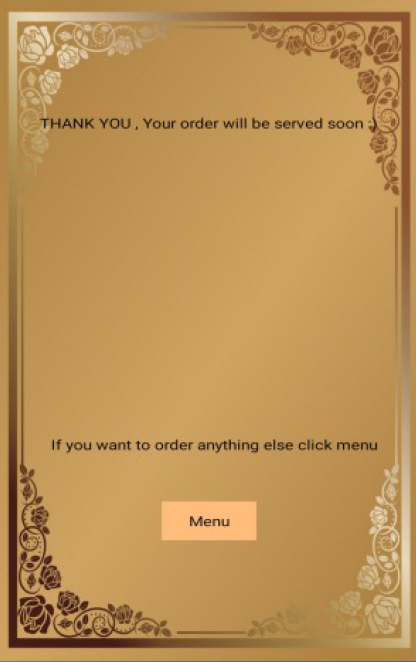 THANK YOU , Your order will be served soon :)
If you want to order anything else click menu
Menu